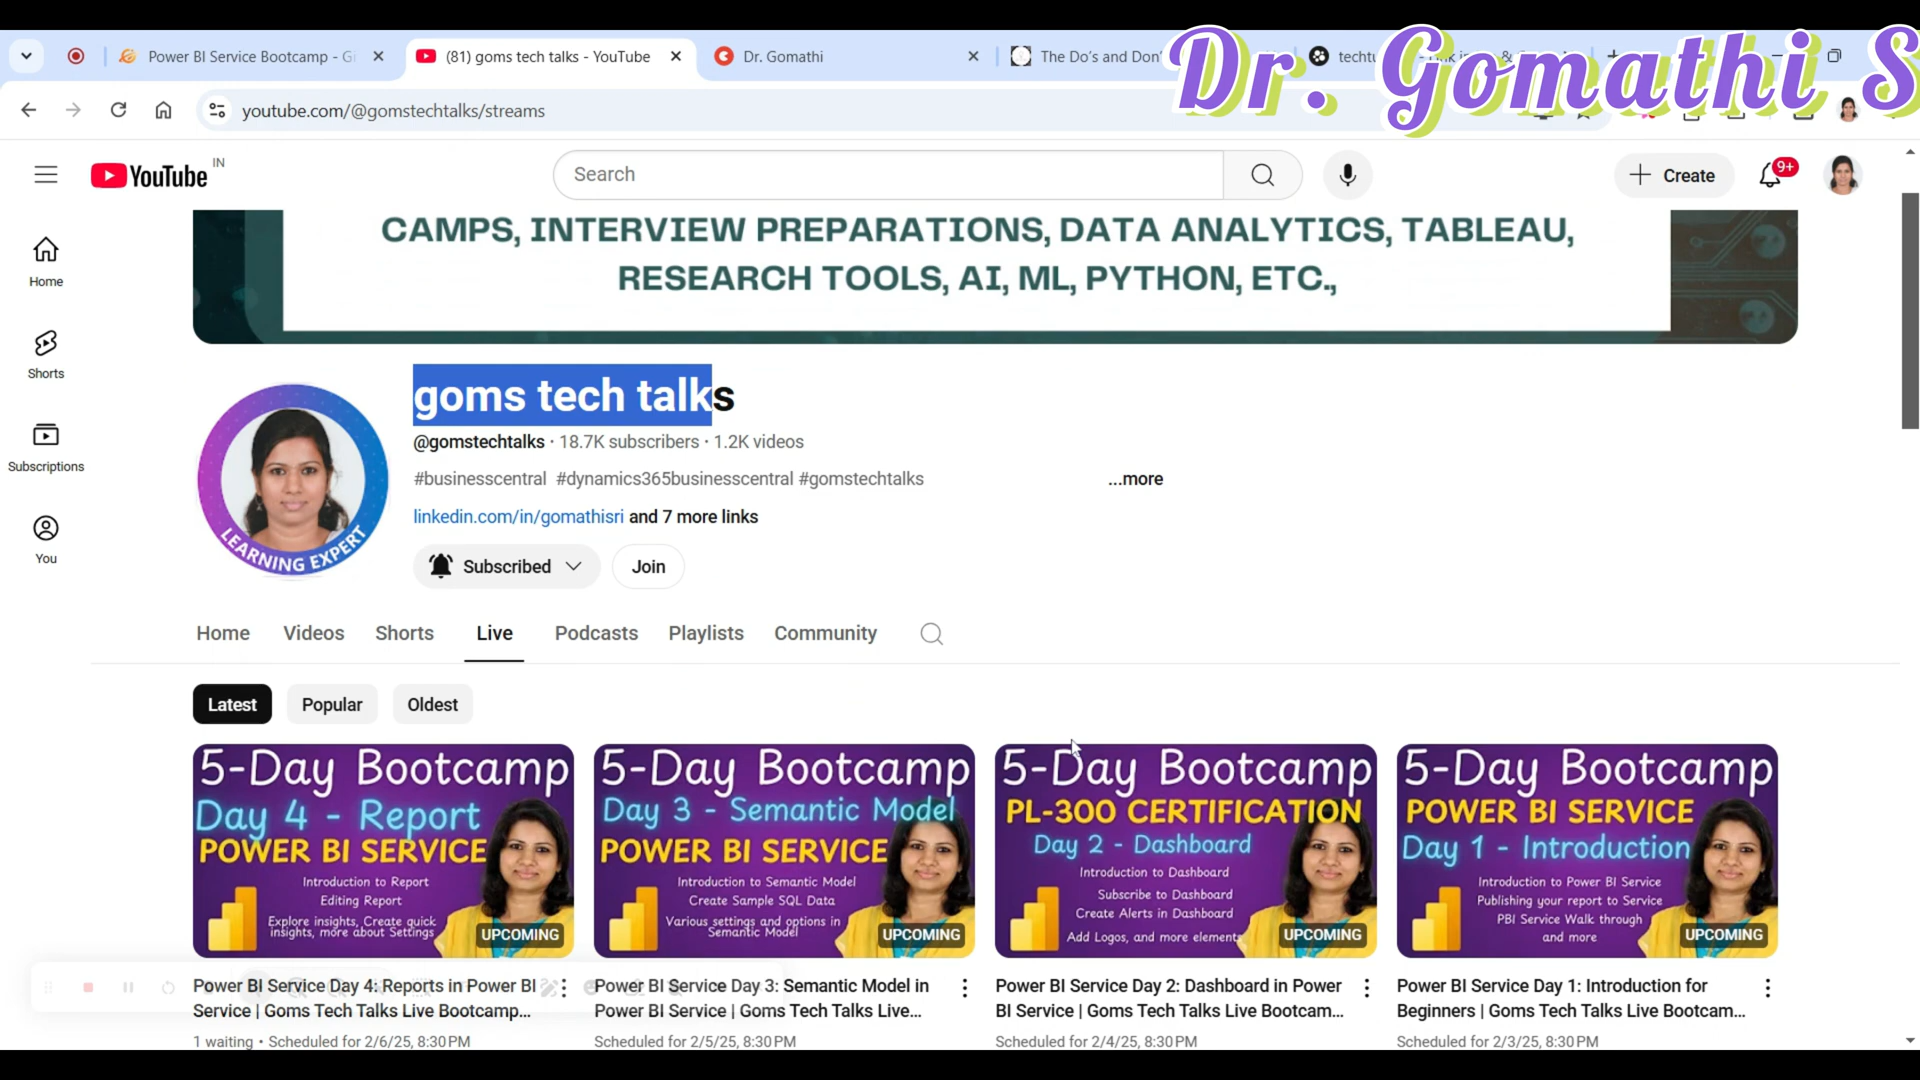 Power BI Service Bootcamp - G
(81) goms tech talks - YouTube
Dr. Gomathi
The Do's and Don'
Dr. Gomathi S
youtube.com/@gomstechtalks/streams
YouTube
IN
Search
Create
9+
CAMPS, INTERVIEW PREPARATIONS, DATA ANALYTICS, TABLEAU,
RESEARCH TOOLS, AI, ML, PYTHON, ETC.,
Home
Shorts
Subscriptions
You
LEARNING EXPERT
goms tech talks
@gomstechtalks · 18.7K subscribers · 1.2K videos
#businesscentral #dynamics365businesscentral #gomstechtalks ...more
linkedin.com/in/gomathisri and 7 more links
Subscribed
Join
Home Videos Shorts Live Podcasts Playlists Community
Latest Popular Oldest
5-Day Bootcamp
Day 4 - Report
POWER BI SERVICE
Introduction to Report
Editing Report
Explore insights, Create quick
insights, more about Settings
UPCOMING
Power BI Service Day 4: Reports in Power BI
Service | Goms Tech Talks Live Bootcamp...
1 waiting • Scheduled for 2/6/25, 8:30 PM
5-Day Bootcamp
Day 3 - Semantic Model
POWER BI SERVICE
Introduction to Semantic Model
Create Sample SQL Data
Various settings and options in
Semantic Model
UPCOMING
Power BI Service Day 3: Semantic Model in
Power BI Service | Goms Tech Talks Live...
Scheduled for 2/5/25, 8:30 PM
5-Day Bootcamp
PL-300 CERTIFICATION
Day 2 - Dashboard
Introduction to Dashboard
Subscribe to Dashboard
Create Alerts in Dashboard
Add Logos, and more elements
UPCOMING
Power BI Service Day 2: Dashboard in Power
BI Service | Goms Tech Talks Live Bootcam...
Scheduled for 2/4/25, 8:30 PM
5-Day Bootcamp
POWER BI SERVICE
Day 1 - Introduction
Introduction to Power BI Service
Publishing your report to Service
PBI Service Walk through
and more
UPCOMING
Power BI Service Day 1: Introduction for
Beginners | Goms Tech Talks Live Bootcam...
Scheduled for 2/3/25, 8:30 PM